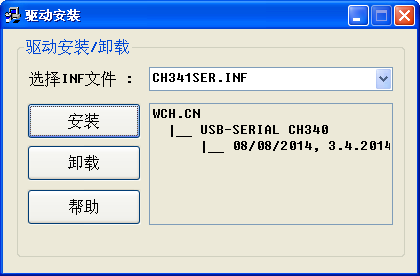 驱动安装
驱动安装/卸载
选择INF文件 :
CH341SER.INF
安装
卸载
帮助
WCH.CN
|__ USB-SERIAL CH340
|__ 08/08/2014, 3.4.2014